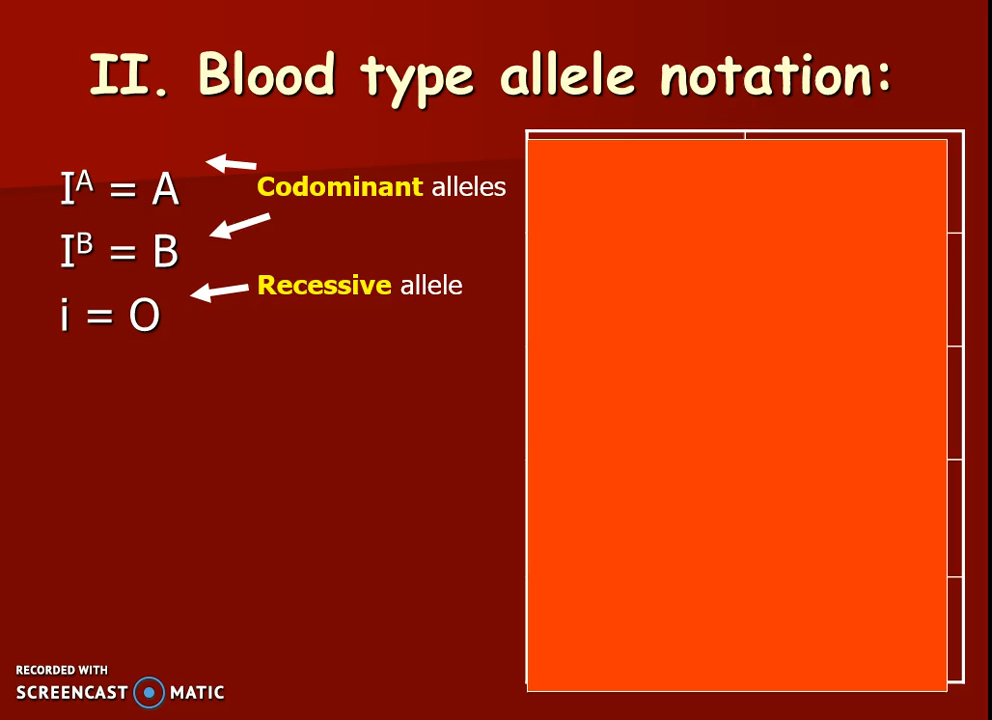 II. Blood type allele notation:
Iᴬ = A
Codominant alleles
Iᴮ = B
Recessive allele
i = O
RECORDED WITH
SCREENCAST MATIC